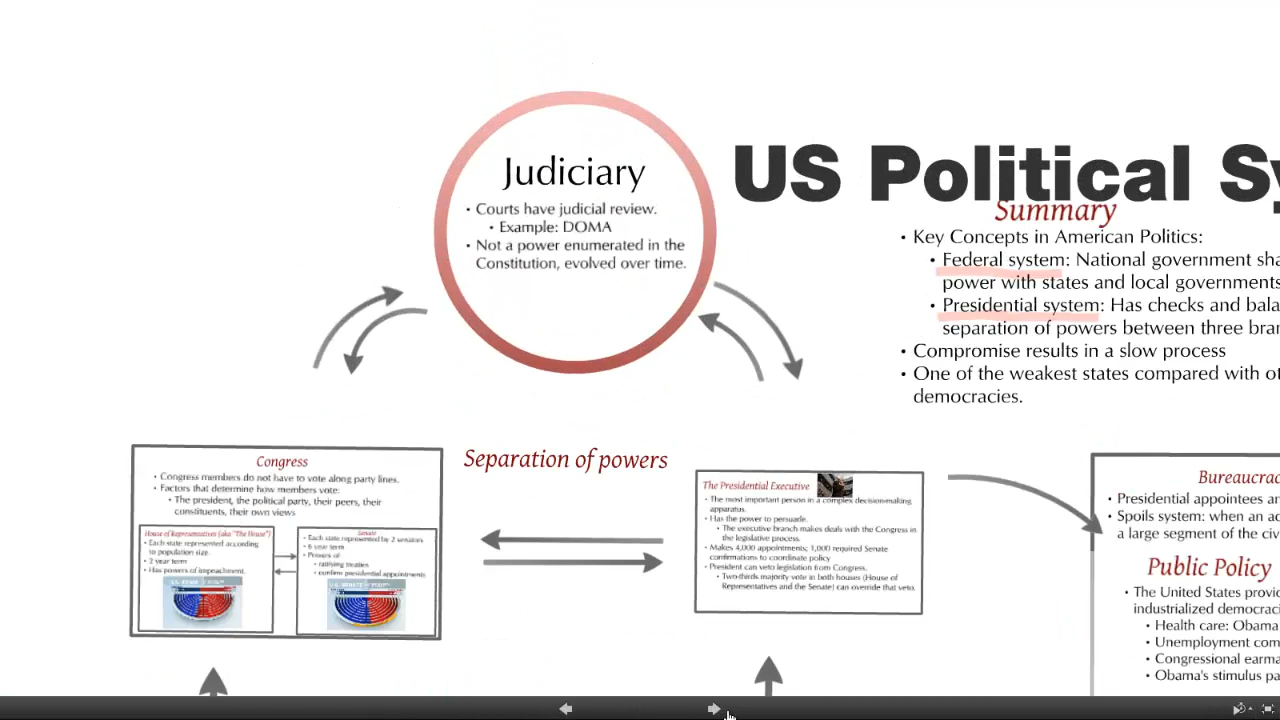 Judiciary
• Courts have judicial review.
• Example: DOMA
• Not a power enumerated in the
Constitution, evolved over time.
US Political Sy
Summary
• Key Concepts in American Politics:
• Federal system: National government sha
power with states and local governments
• Presidential system: Has checks and bala
separation of powers between three bran
• Compromise results in a slow process
• One of the weakest states compared with ot
democracies.
Separation of powers
Congress
• Congress members do not have to vote along party lines.
• Factors that determine how members vote:
• The president, the political party, their peers, their
constituents, their own views
House of Representatives (aka "The House")
• Each state represented according
to population size.
• 2 year term
• Has powers of impeachment.
Senate
• Each state represented by 2 senators
• 6 year term
• Powers of
• ratifying treaties
• confirm presidential appointments
The Presidential Executive
• The most important person in a complex decision-making
apparatus.
• Has the power to persuade.
• The executive branch makes deals with the Congress in
the legislative process.
• Makes 4,000 appointments; 1,000 required Senate
confirmations to coordinate policy
• President can veto legislation from Congress.
• Two-thirds majority vote in both houses (House of
Representatives and the Senate) can override that veto.
Bureaucrac
• Presidential appointees an
• Spoils system: when an ad
a large segment of the civi
Public Policy
• The United States provid
industrialized democraci
• Health care: Obama
• Unemployment com
• Congressional earma
• Obama's stimulus pa